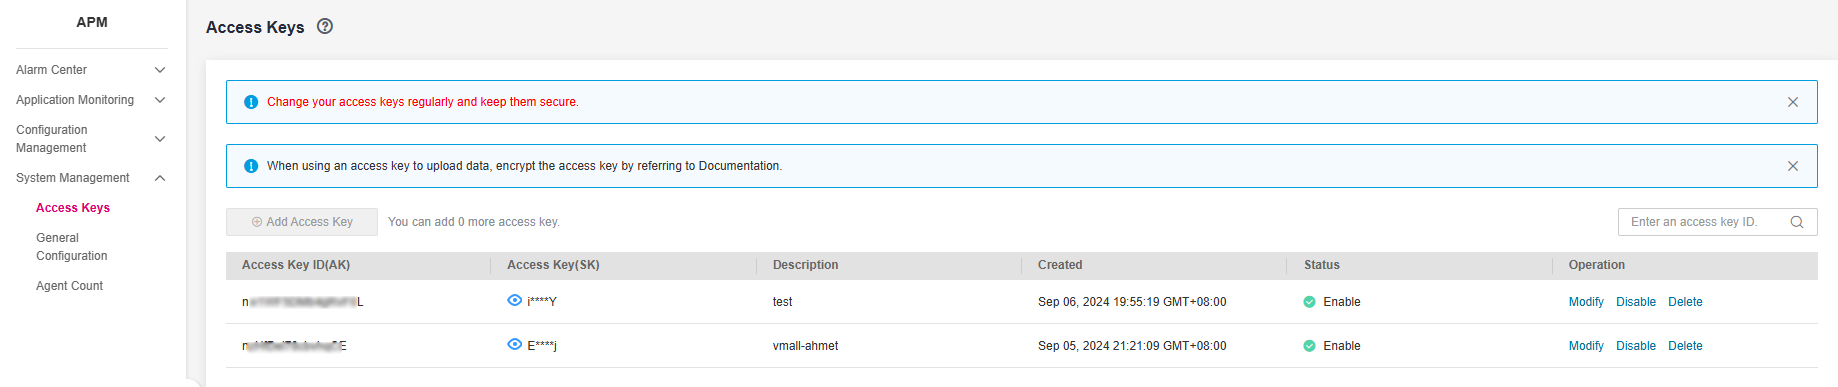 APM
Alarm Center
Application Monitoring
Configuration
Management
System Management
Access Keys
General
Configuration
Agent Count
Access Keys
Change your access keys regularly and keep them secure.
When using an access key to upload data, encrypt the access key by referring to Documentation.
Add Access Key You can add 0 more access key. Enter an access key ID.
Access Key ID(AK) Access Key(SK) Description Created Status Operation
i****Y test Sep 06, 2024 19:55:19 GMT+08:00 Enable Modify Disable Delete
E****j vmall-ahmet Sep 05, 2024 21:21:09 GMT+08:00 Enable Modify Disable Delete